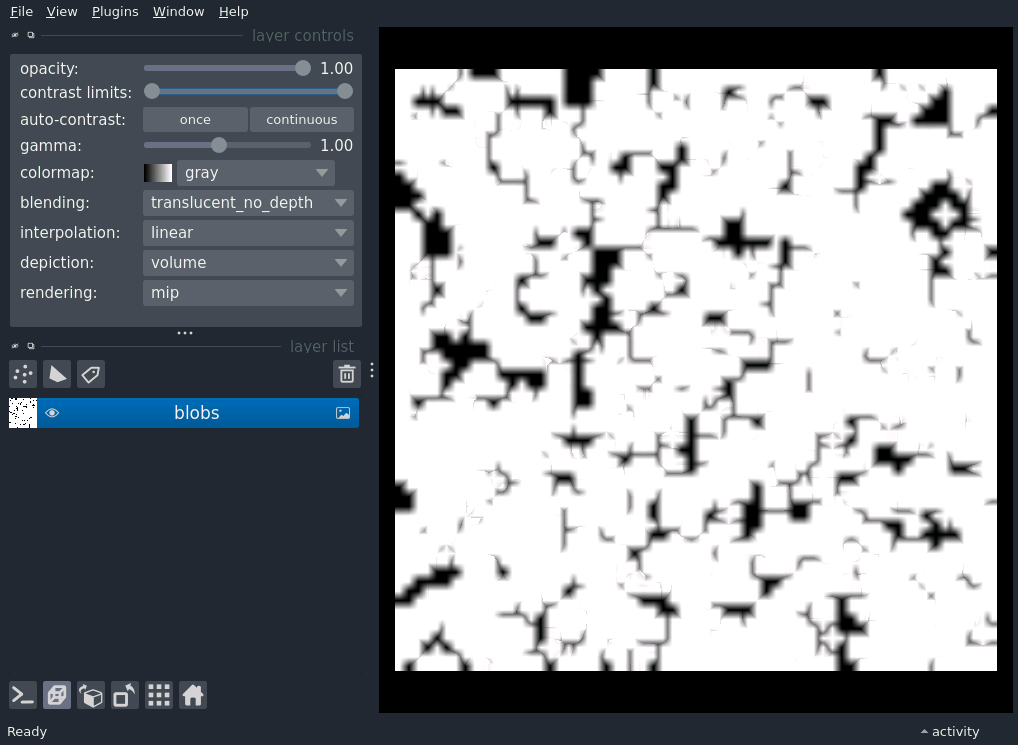 File View Plugins Window Help
layer controls
opacity: 1.00
contrast limits:
auto-contrast: once continuous
gamma: 1.00
colormap: gray
blending: translucent_no_depth
interpolation: linear
depiction: volume
rendering: mip
layer list
blobs
Ready activity